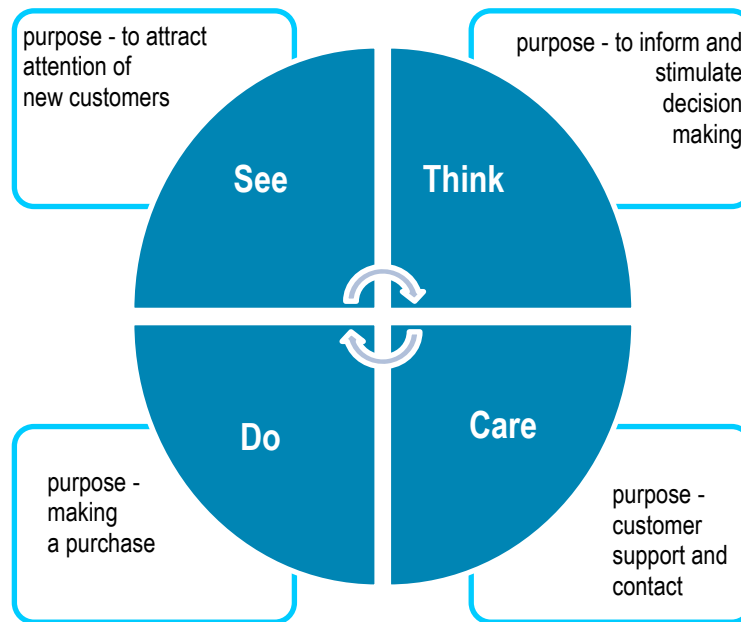 purpose - to attract
attention of
new customers
purpose - to inform and
stimulate
decision
making
See
Think
Do
Care
purpose -
making
a purchase
purpose -
customer
support and
contact